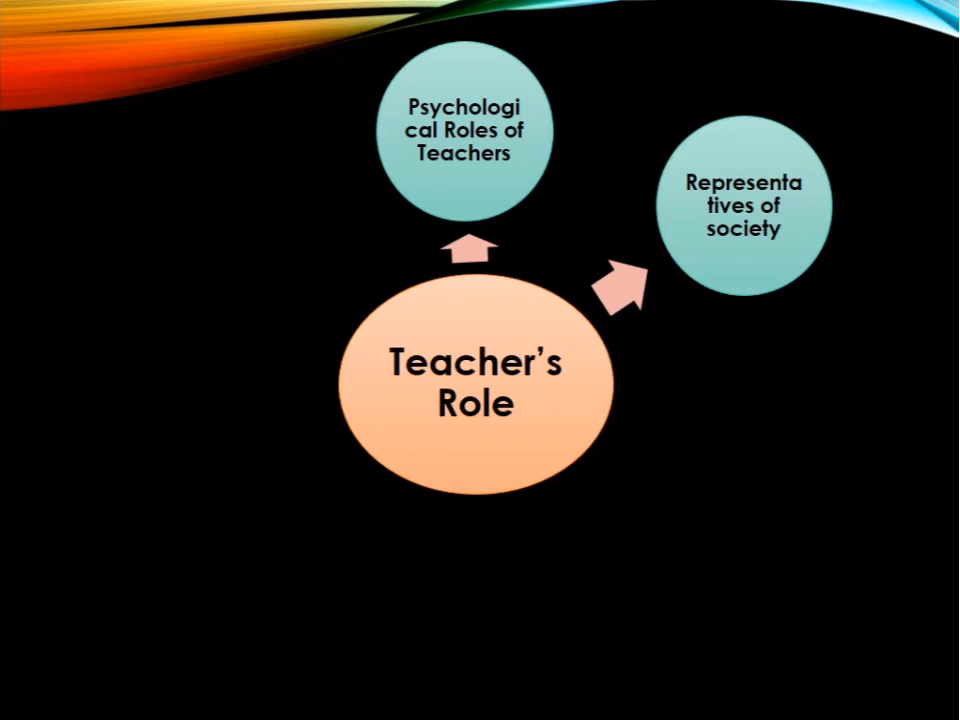 Psychologi
cal Roles of
Teachers
Representa
tives of
society
Teacher’s
Role